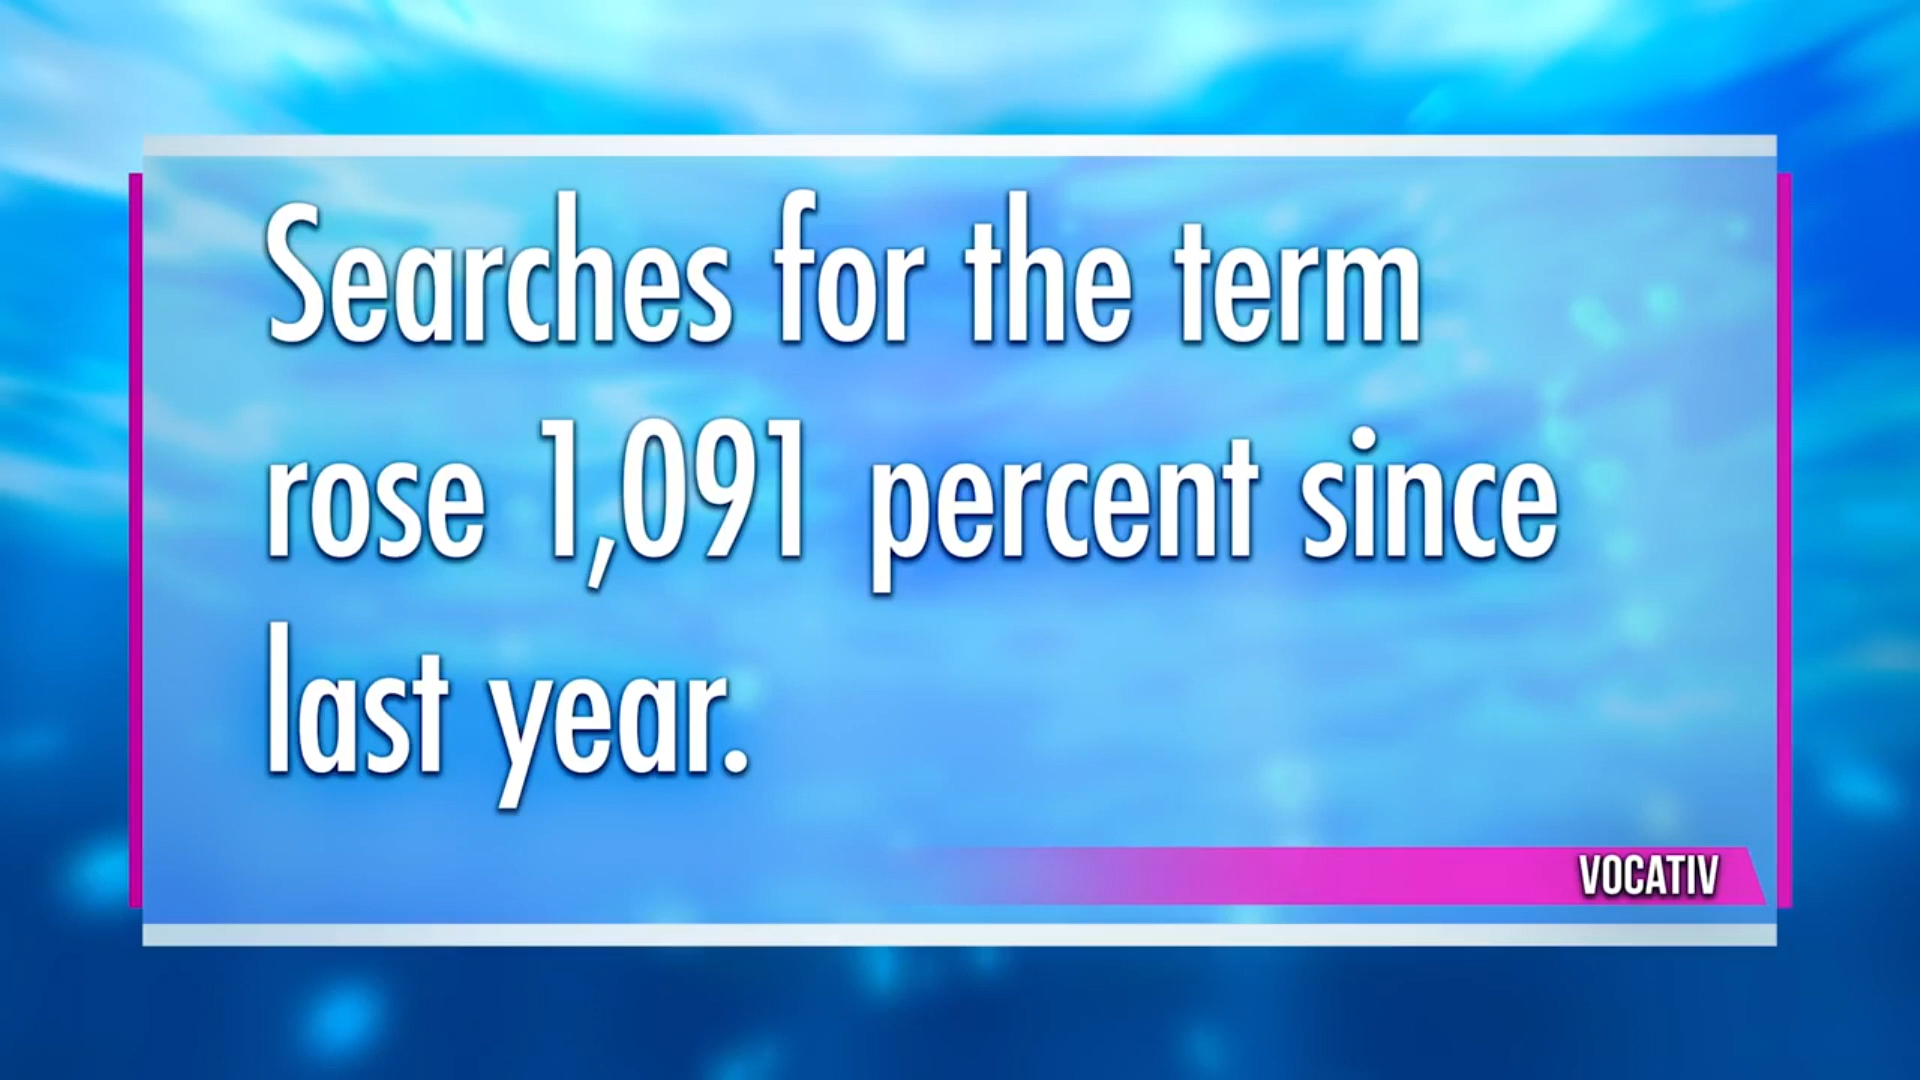 Searches for the term
rose 1,091 percent since
last year.
VOCATIV